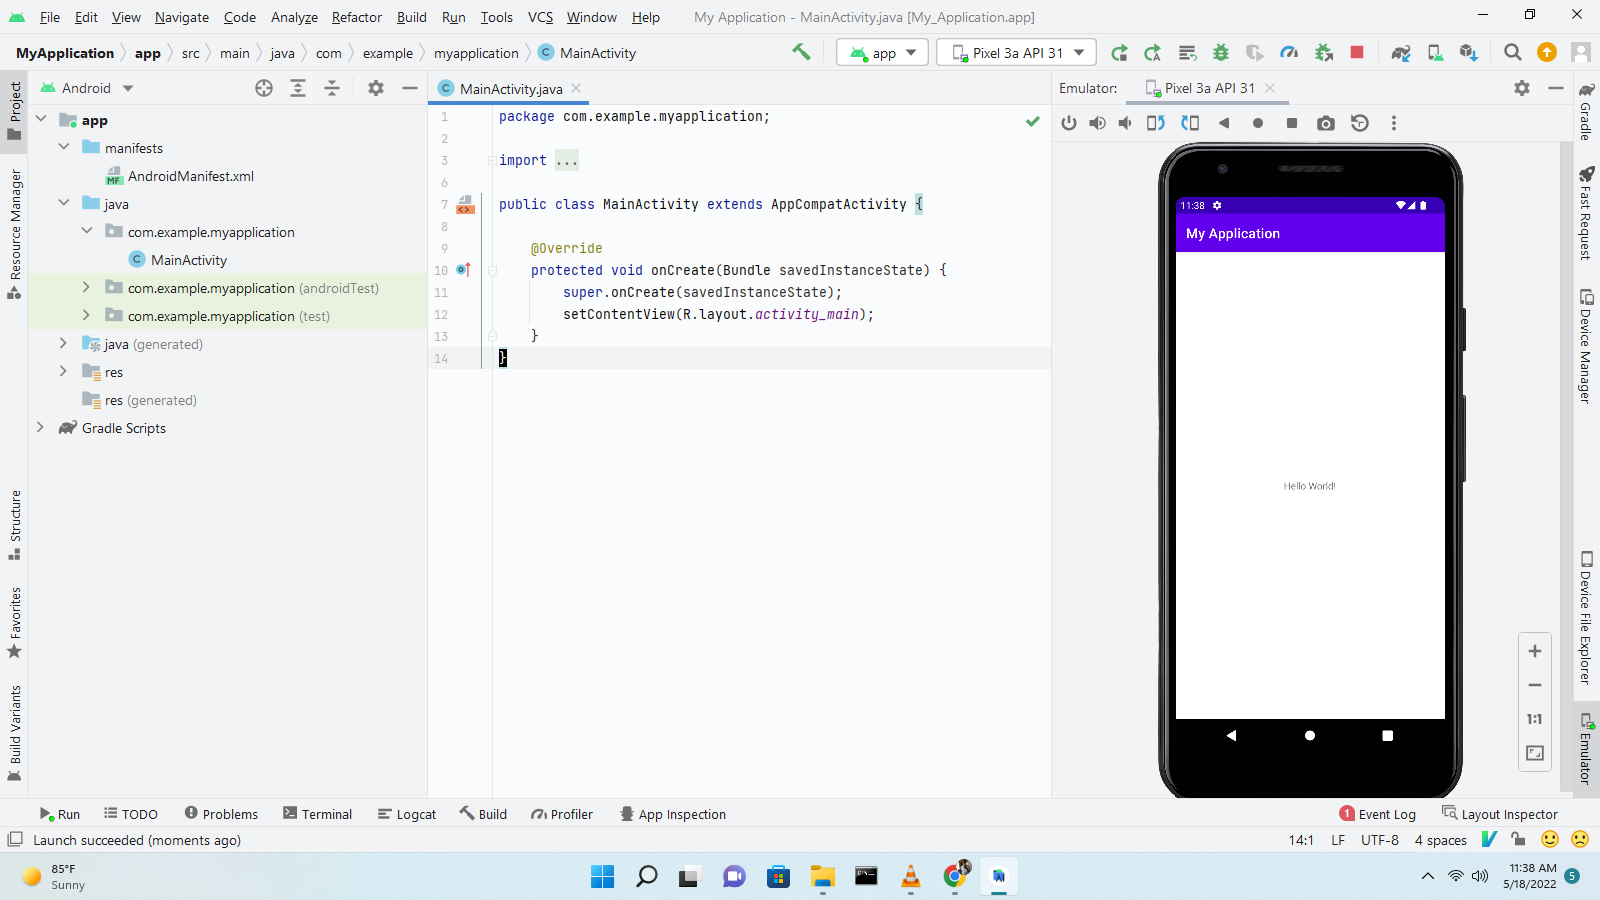 File Edit View Navigate Code Analyze Refactor Build Run Tools VCS Window Help My Application - MainActivity.java [My_Application.app]
MyApplication app src main java com example myapplication MainActivity app Pixel 3a API 31
Android
MainActivity.java
Emulator: Pixel 3a API 31
Project
Resource Manager
Structure
Favorites
Build Variants
app
manifests
AndroidManifest.xml
java
com.example.myapplication
MainActivity
com.example.myapplication (androidTest)
com.example.myapplication (test)
java (generated)
res
res (generated)
Gradle Scripts
1 package com.example.myapplication;
2
3 import ...
6
7 public class MainActivity extends AppCompatActivity {
8
9 @Override
10 protected void onCreate(Bundle savedInstanceState) {
11 super.onCreate(savedInstanceState);
12 setContentView(R.layout.activity_main);
13 }
14 }
11:38
My Application
Hello World!
1:1
Gradle
Fast Request
Device Manager
Device File Explorer
Emulator
Run TODO Problems Terminal Logcat Build Profiler App Inspection 1 Event Log Layout Inspector
Launch succeeded (moments ago) 14:1 LF UTF-8 4 spaces
85°F
Sunny
11:38 AM
5/18/2022
5